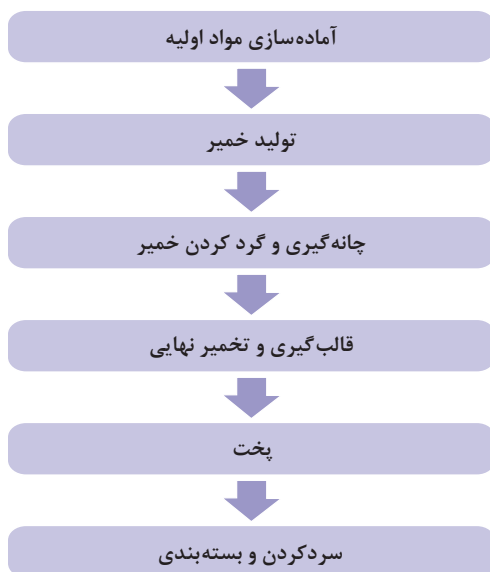 آماده‌سازی مواد اولیه
تولید خمیر
چانه‌گیری و گرد کردن خمیر
قالب‌گیری و تخمیر نهایی
پخت
سردکردن و بسته‌بندی